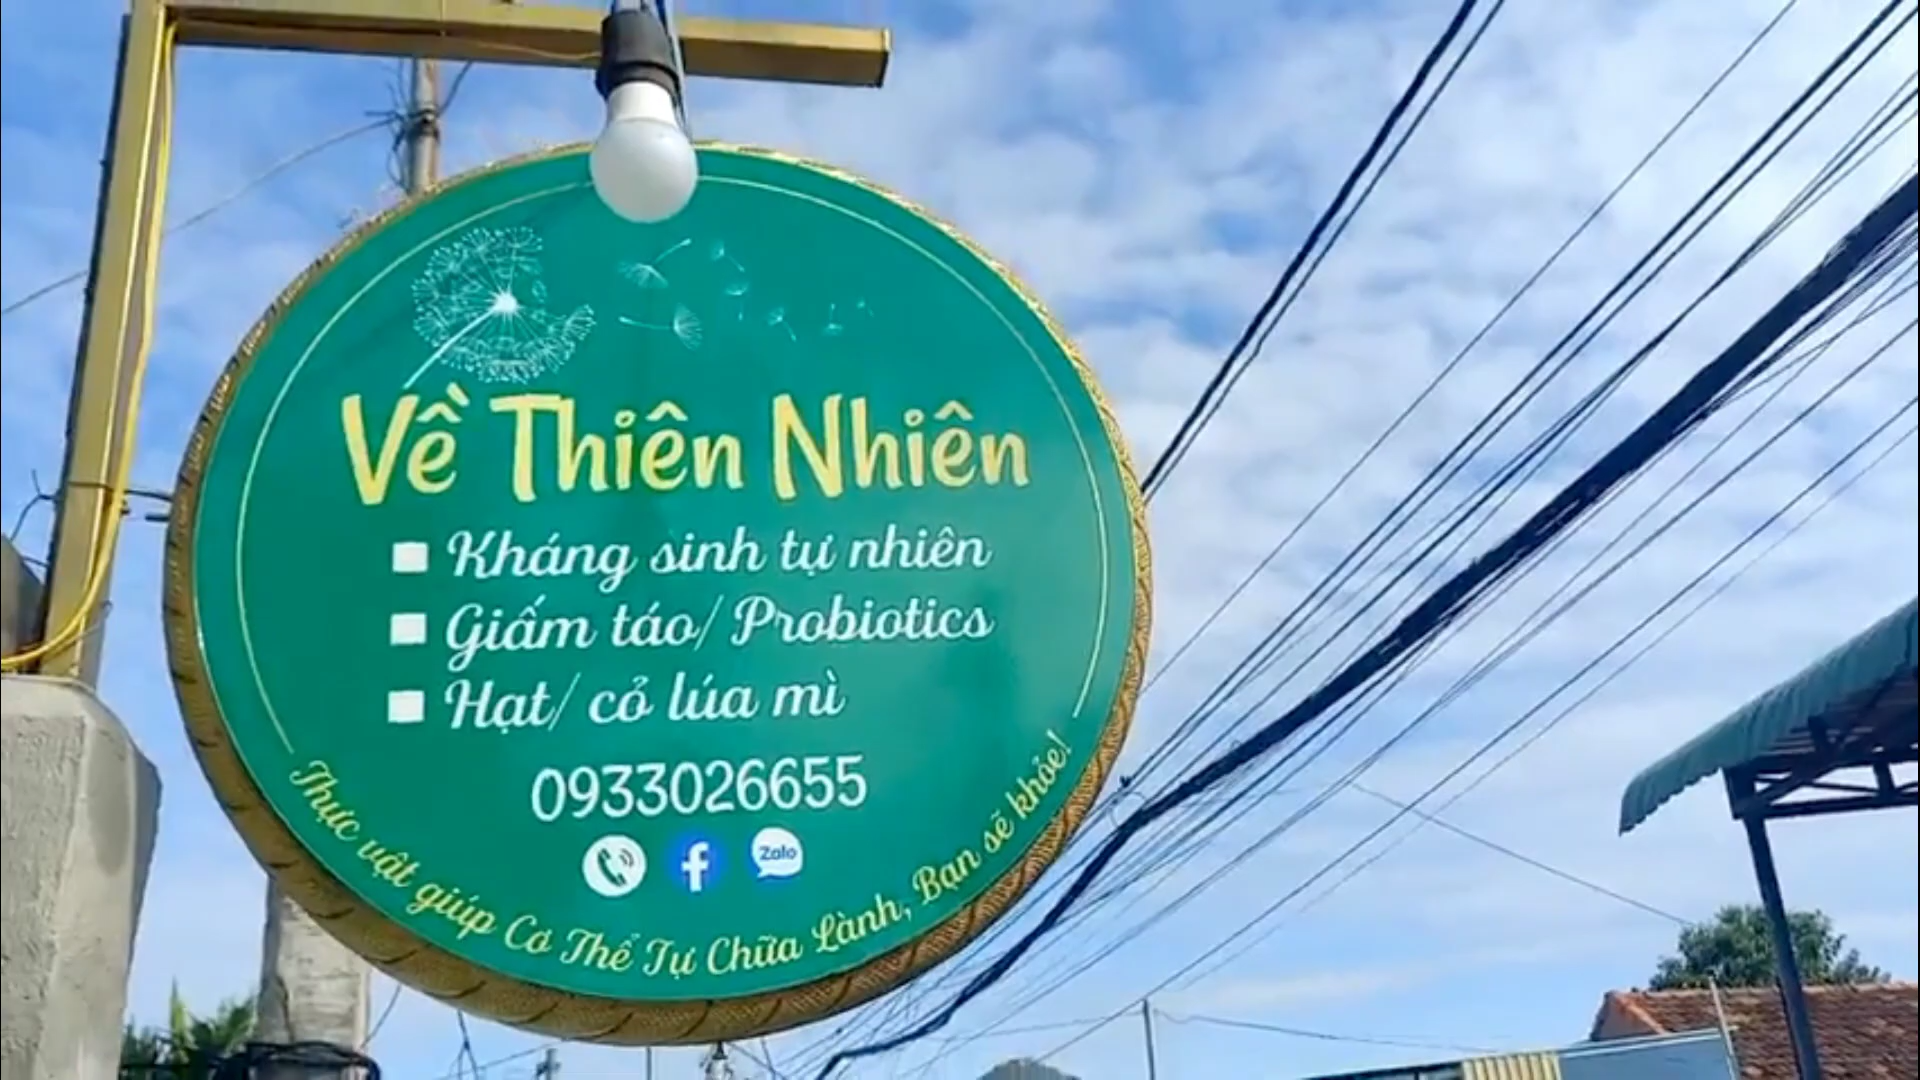 Về Thiên Nhiên
Kháng sinh tự nhiên
Giấm táo/ Probiotics
Hạt/ cỏ lúa mì
0933026655
Zalo
Thực vật giúp Cơ Thể Tự Chữa Lành, Bạn sẽ khỏe!